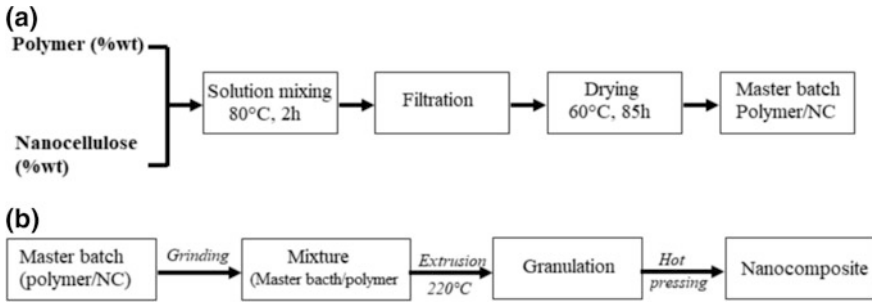 (a)
Polymer (%wt)
Nanocellulose
(%wt)
Solution mixing
80°C, 2h
Filtration
Drying
60°C, 85h
Master batch
Polymer/NC
(b)
Master batch
(polymer/NC)
Grinding
Mixture
(Master bacth/polymer
Extrusion
220°C
Granulation
Hot
pressing
Nanocomposite